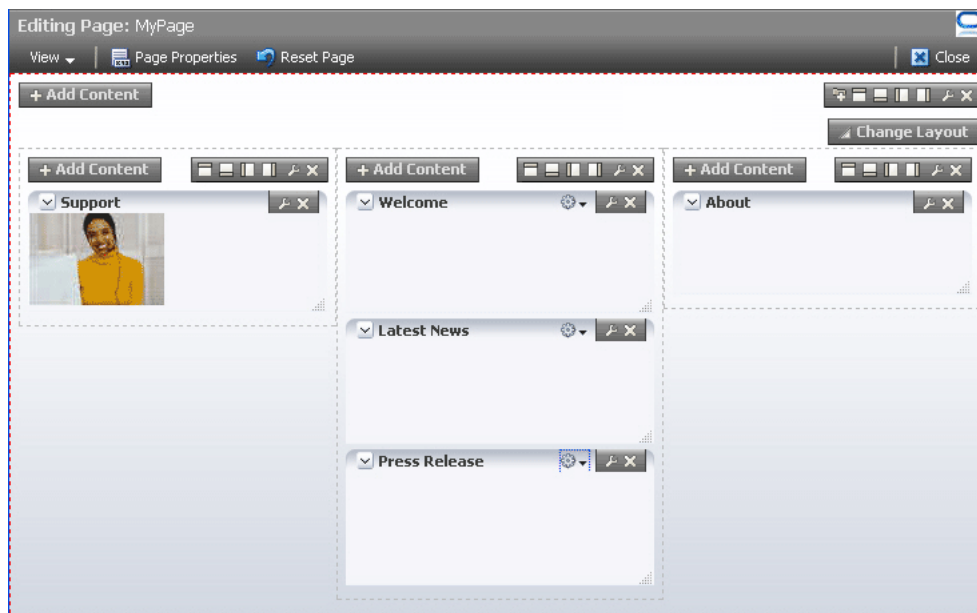 Editing Page: MyPage
View Page Properties Reset Page Close
+ Add Content
Change Layout
+ Add Content + Add Content + Add Content
Support Welcome About
Latest News
Press Release